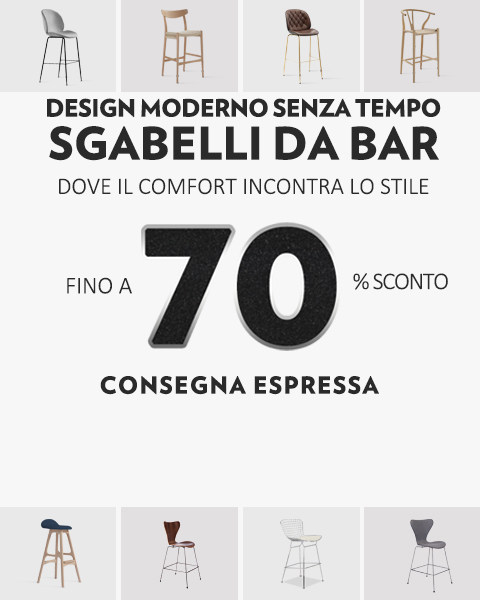 DESIGN MODERNO SENZA TEMPO
SGABELLI DA BAR
DOVE IL COMFORT INCONTRA LO STILE
FINO A 70 % SCONTO
CONSEGNA ESPRESSA